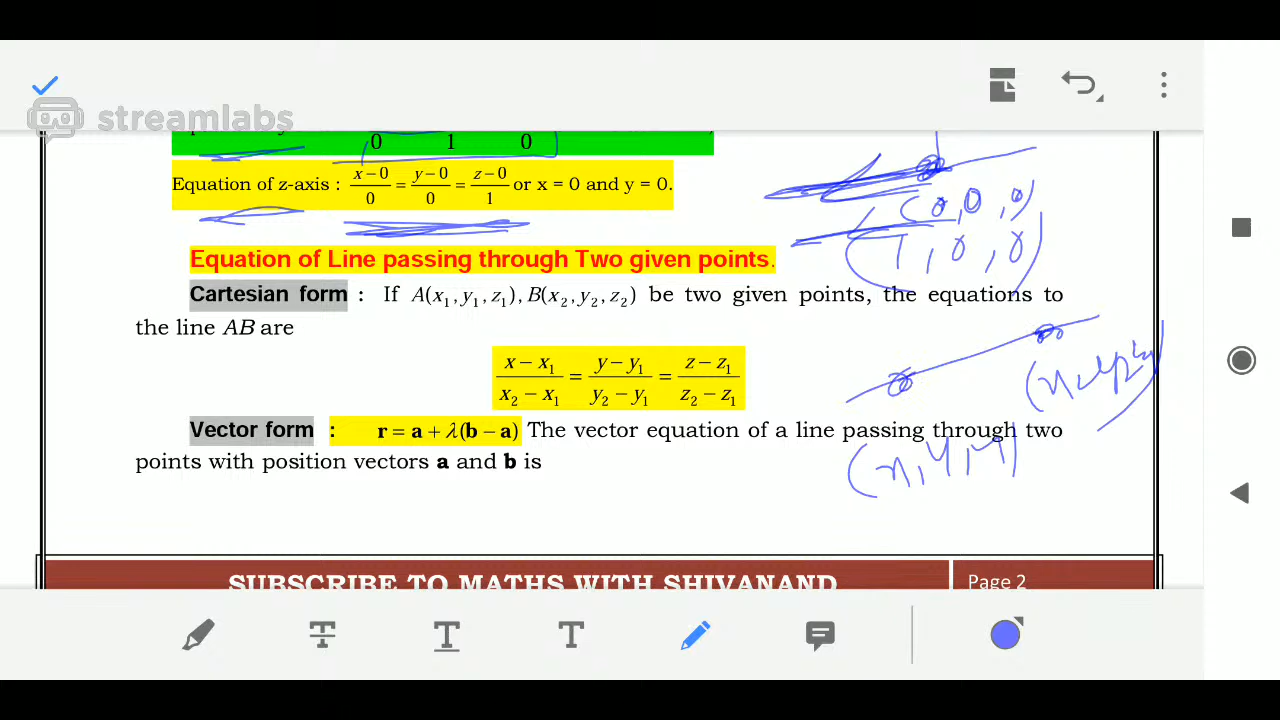 streamlabs
0 1 0
Equation of z-axis : x – 0 / 0 = y – 0 / 0 = z – 0 / 1 or x = 0 and y = 0.
(0, 0, 0)
(1, 0, 0)
Equation of Line passing through Two given points.
Cartesian form : If A(x₁, y₁, z₁), B(x₂, y₂, z₂) be two given points, the equations to
the line AB are
x – x₁ / x₂ – x₁ = y – y₁ / y₂ – y₁ = z – z₁ / z₂ – z₁
Vector form : r = a + λ(b – a) The vector equation of a line passing through two
points with position vectors a and b is
SUBSCRIBE TO MATHS WITH SHIVANAND
Page 2
T T T